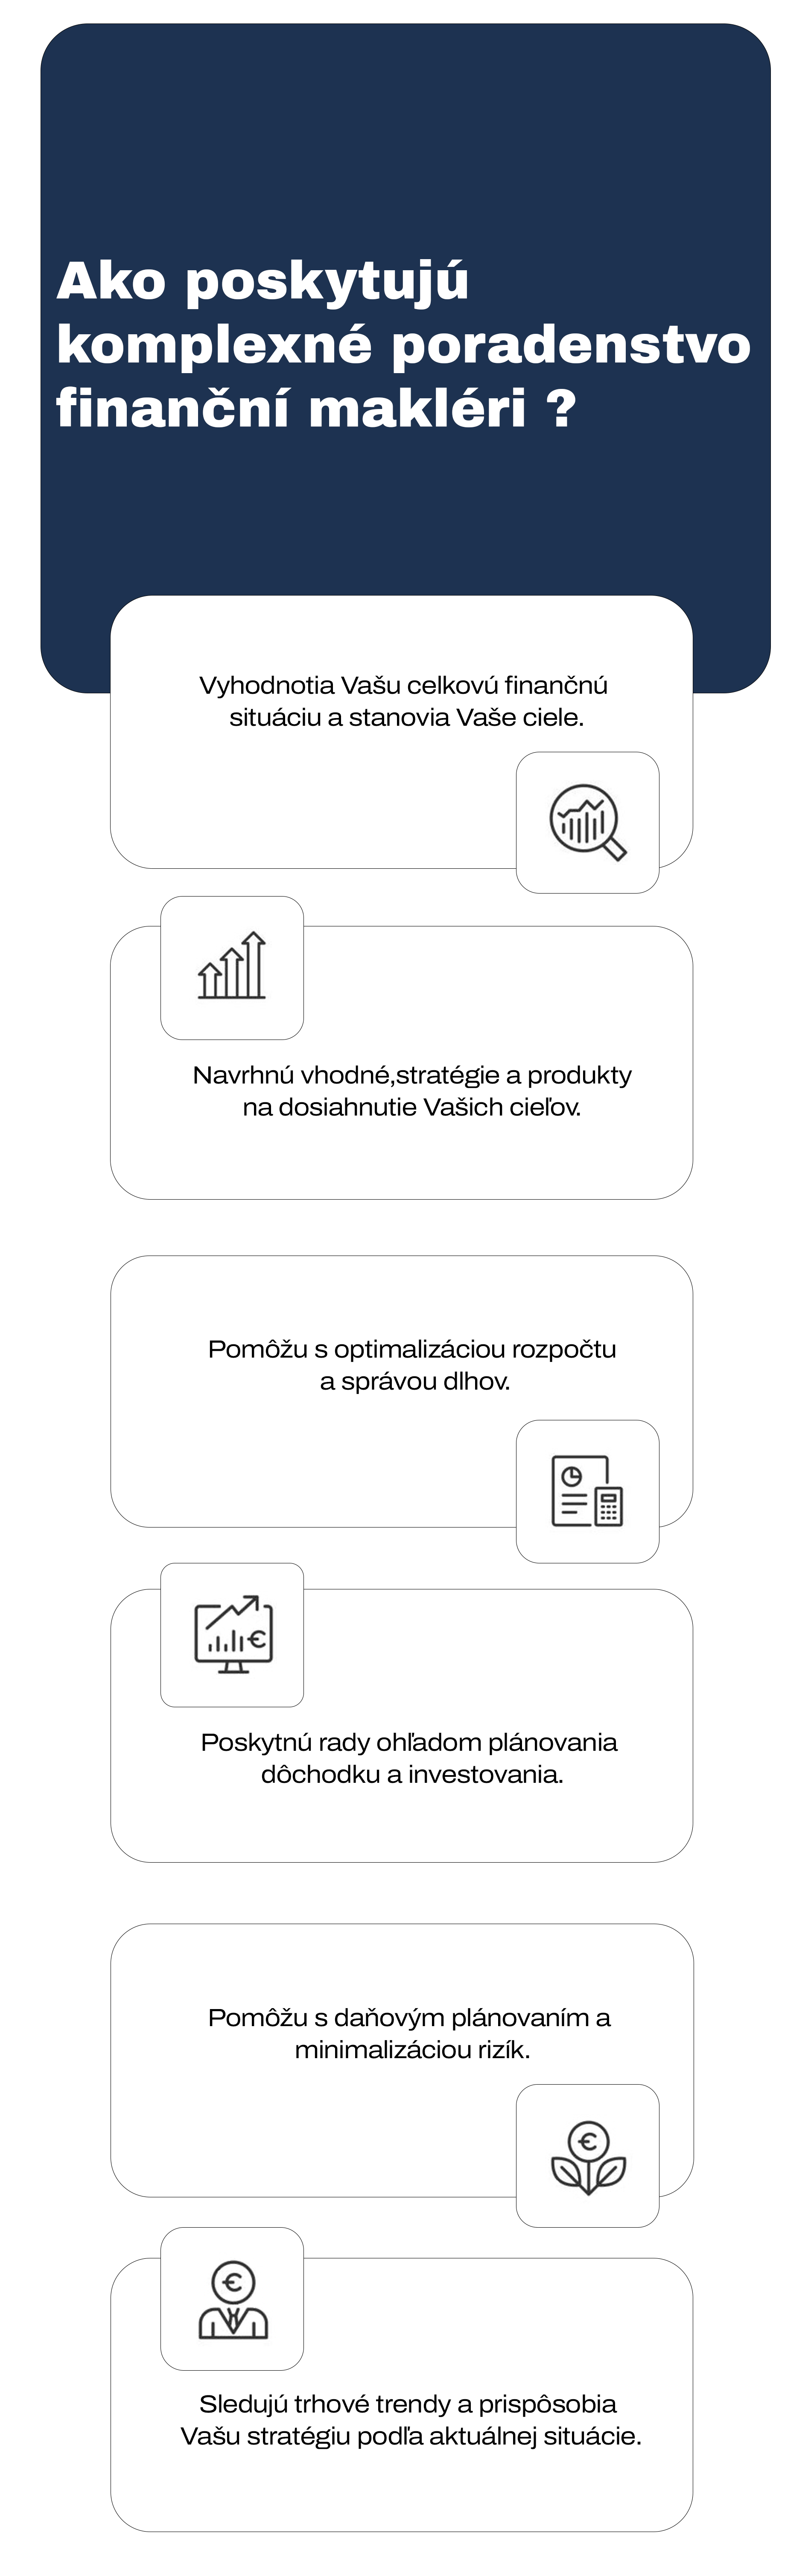 Ako poskytujú
komplexné poradenstvo
finanční makléri ?
Vyhodnotia Vašu celkovú finančnú
situáciu a stanovia Vaše ciele.
Navrhnú vhodné,stratégie a produkty
na dosiahnutie Vašich cieľov.
Pomôžu s optimalizáciou rozpočtu
a správou dlhov.
€
Poskytnú rady ohľadom plánovania
dôchodku a investovania.
Pomôžu s daňovým plánovaním a
minimalizáciou rizík.
€
€
Sledujú trhové trendy a prispôsobia
Vašu stratégiu podľa aktuálnej situácie.